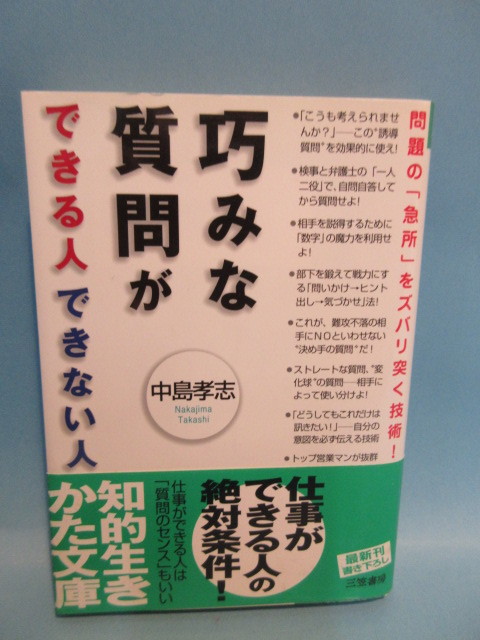 問題の「急所」をズバリ突く技術!
●「こうも考えられませ
んか?」──この“誘導
質問”を効果的に使え!
●検事と弁護士の「一人
二役」で、自問自答して
から質問せよ!
●相手を説得するために
「数字」の魔力を利用せ
よ!
●部下を鍛えて戦力にす
る「問いかけ→ヒント
出し→気づかせ」法!
●これが、難攻不落の相
手にNOといわせない
“決め手の質問”だ!
●ストレートな質問、“変
化球”の質問──相手に
よって使い分けよ!
●「どうしてもこれだけは
訊きたい!」──自分の
意図を必ず伝える技術
●トップ営業マンが抜群
巧みな
質問が
できる人できない人
中島孝志
Nakajima
Takashi
仕事が
できる人の
絶対条件!
仕事ができる人は
「質問のセンス」もいい
知的生き
かた文庫
最新刊
書き下ろし
三笠書房